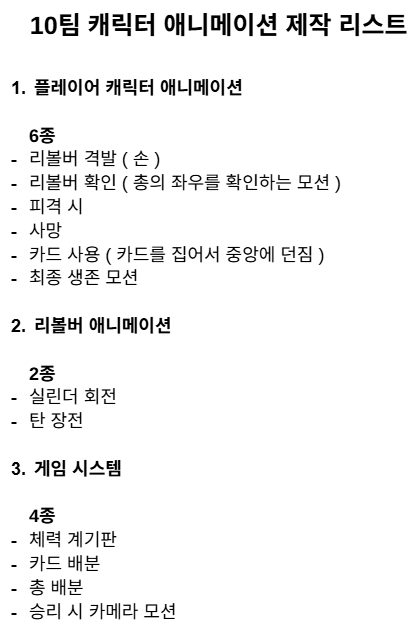 10팀 캐릭터 애니메이션 제작 리스트
1. 플레이어 캐릭터 애니메이션
6종
- 리볼버 격발 ( 손 )
- 리볼버 확인 ( 총의 좌우를 확인하는 모션 )
- 피격 시
- 사망
- 카드 사용 ( 카드를 집어서 중앙에 던짐 )
- 최종 생존 모션
2. 리볼버 애니메이션
2종
- 실린더 회전
- 탄 장전
3. 게임 시스템
4종
- 체력 계기판
- 카드 배분
- 총 배분
- 승리 시 카메라 모션